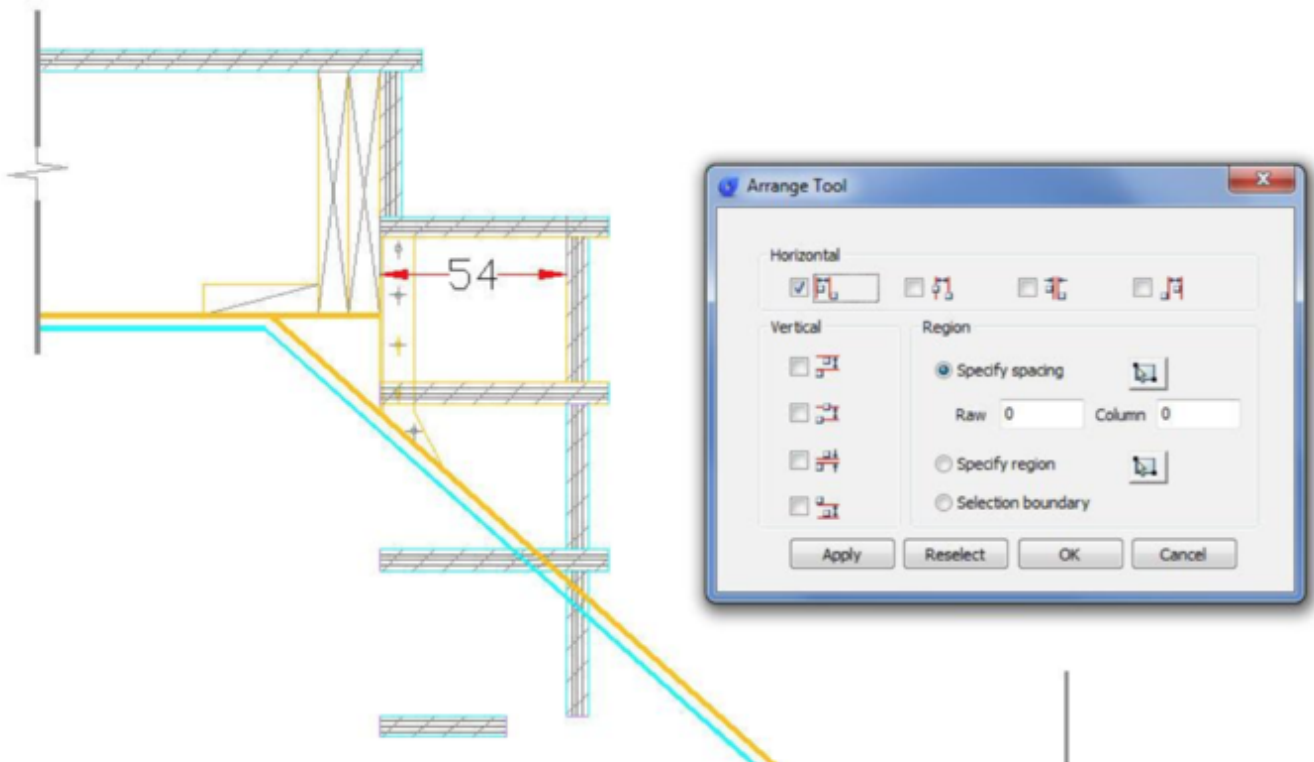 54
Arrange Tool
Horizontal
Vertical
Region
Specify spacing
Raw 0 Column 0
Specify region
Selection boundary
Apply Reselect OK Cancel